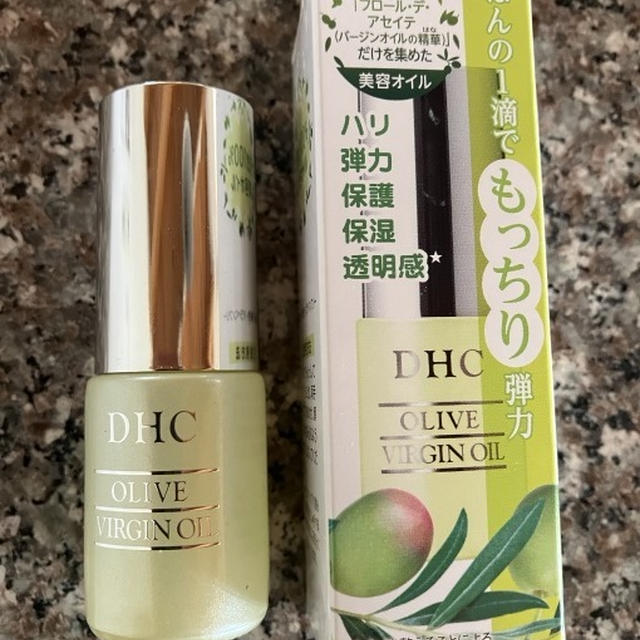 DHC
OLIVE
VIRGIN OIL
「フロール・デ・
アセイテ
(バージンオイルの精華)」
だけを集めた
美容オイル
ハリ
弾力
保護
保湿
透明感★
んの1滴で
もっちり
弾力
DHC
OLIVE
VIRGIN OIL